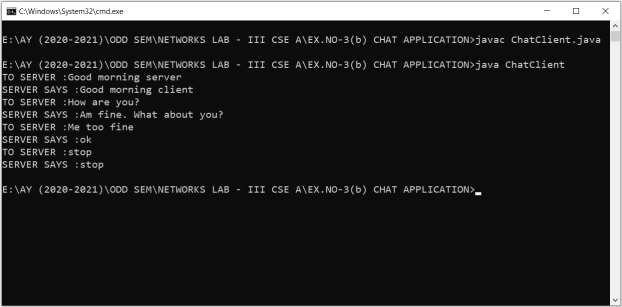 C:\Windows\System32\cmd.exe
E:\AY (2020-2021)\ODD SEM\NETWORKS LAB - III CSE A\EX.NO-3(b) CHAT APPLICATION>javac ChatClient.java
E:\AY (2020-2021)\ODD SEM\NETWORKS LAB - III CSE A\EX.NO-3(b) CHAT APPLICATION>java ChatClient
TO SERVER :Good morning server
SERVER SAYS :Good morning client
TO SERVER :How are you?
SERVER SAYS :Am fine. What about you?
TO SERVER :Me too fine
SERVER SAYS :ok
TO SERVER :stop
SERVER SAYS :stop
E:\AY (2020-2021)\ODD SEM\NETWORKS LAB - III CSE A\EX.NO-3(b) CHAT APPLICATION>